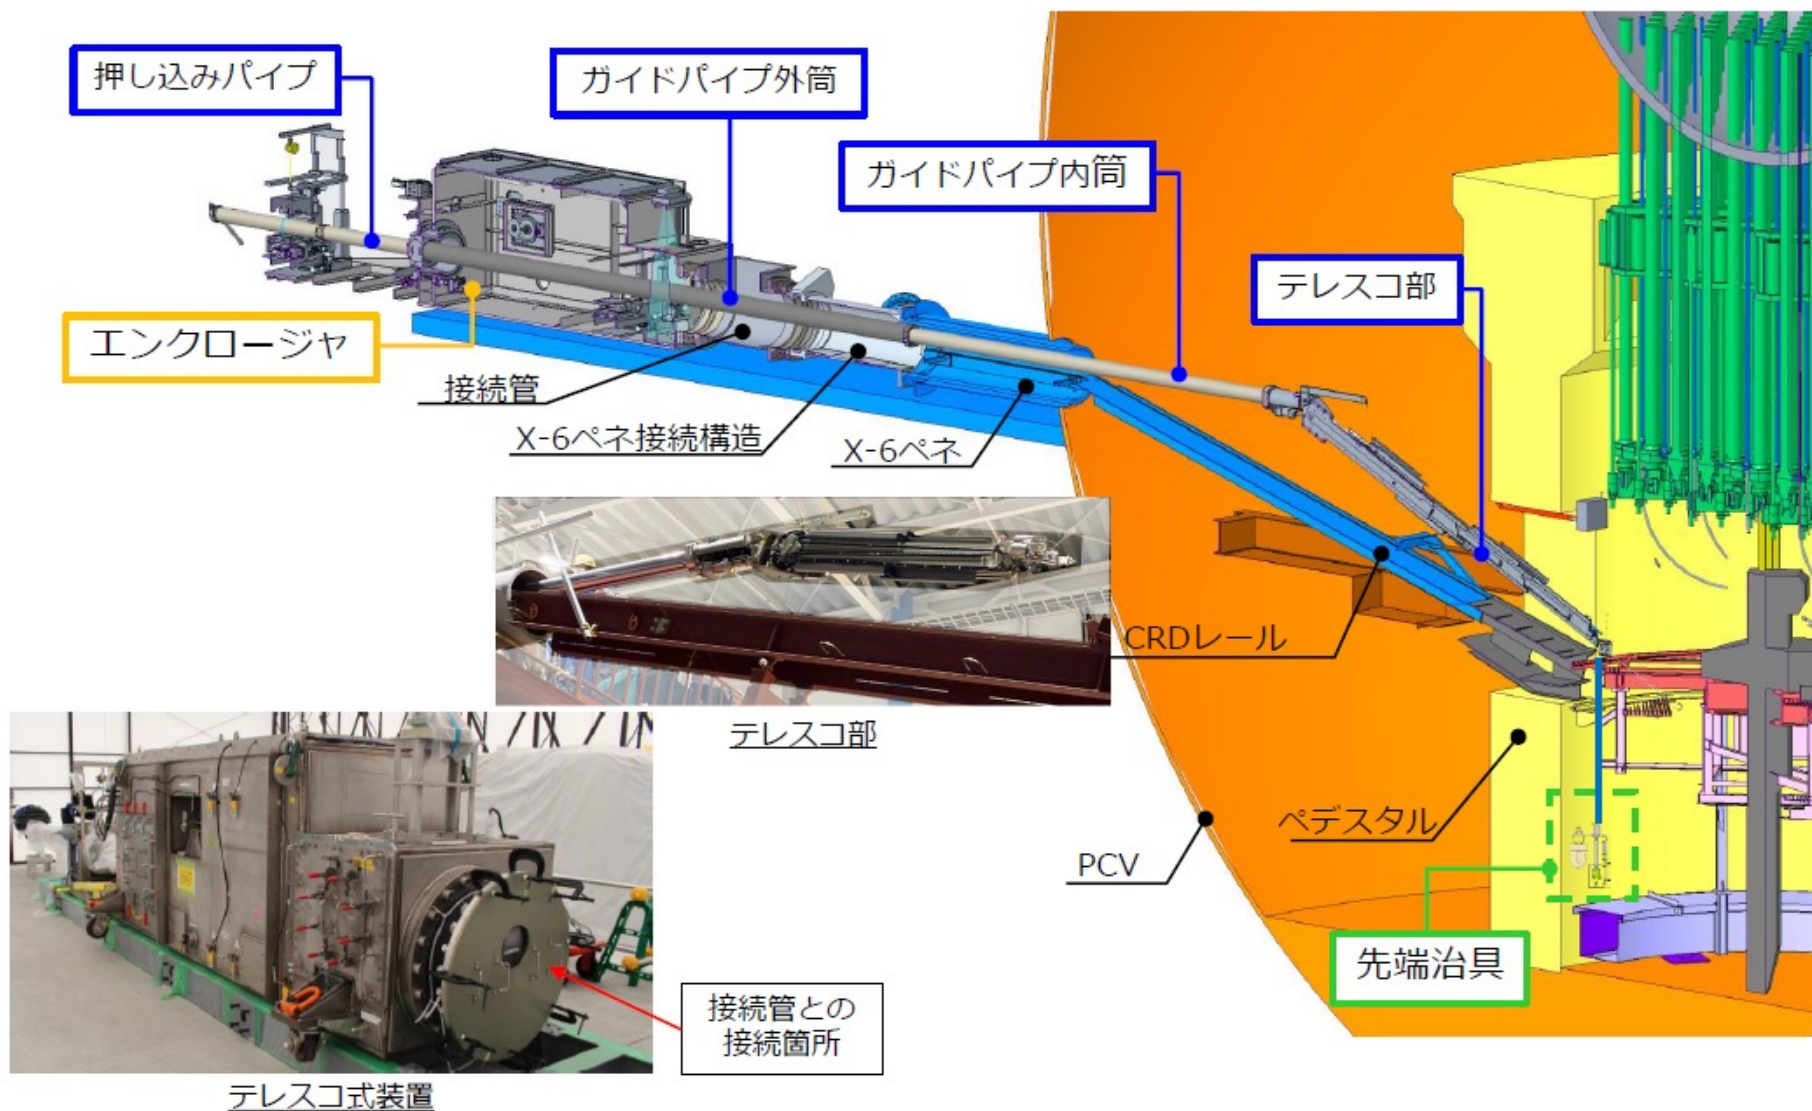 押し込みパイプ
ガイドパイプ外筒
ガイドパイプ内筒
テレスコ部
エンクロージャ
接続管
X-6ペネ接続構造
X-6ペネ
CRDレール
テレスコ部
ペデスタル
PCV
先端治具
接続管との
接続箇所
テレスコ式装置